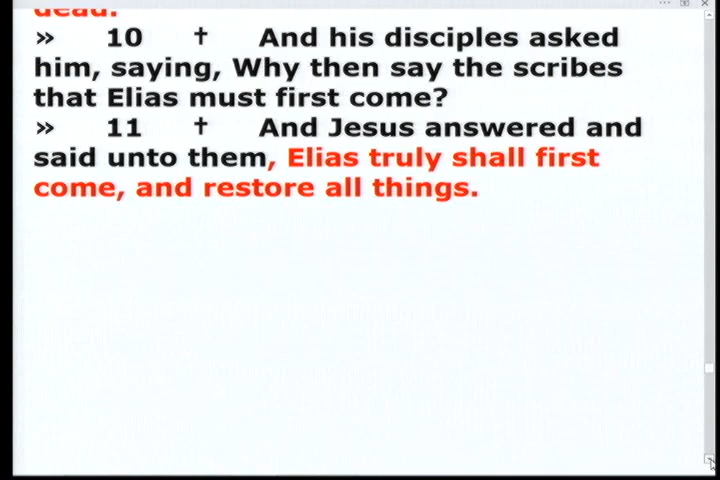 dead.
» 10 † And his disciples asked
him, saying, Why then say the scribes
that Elias must first come?
» 11 † And Jesus answered and
said unto them, Elias truly shall first
come, and restore all things.